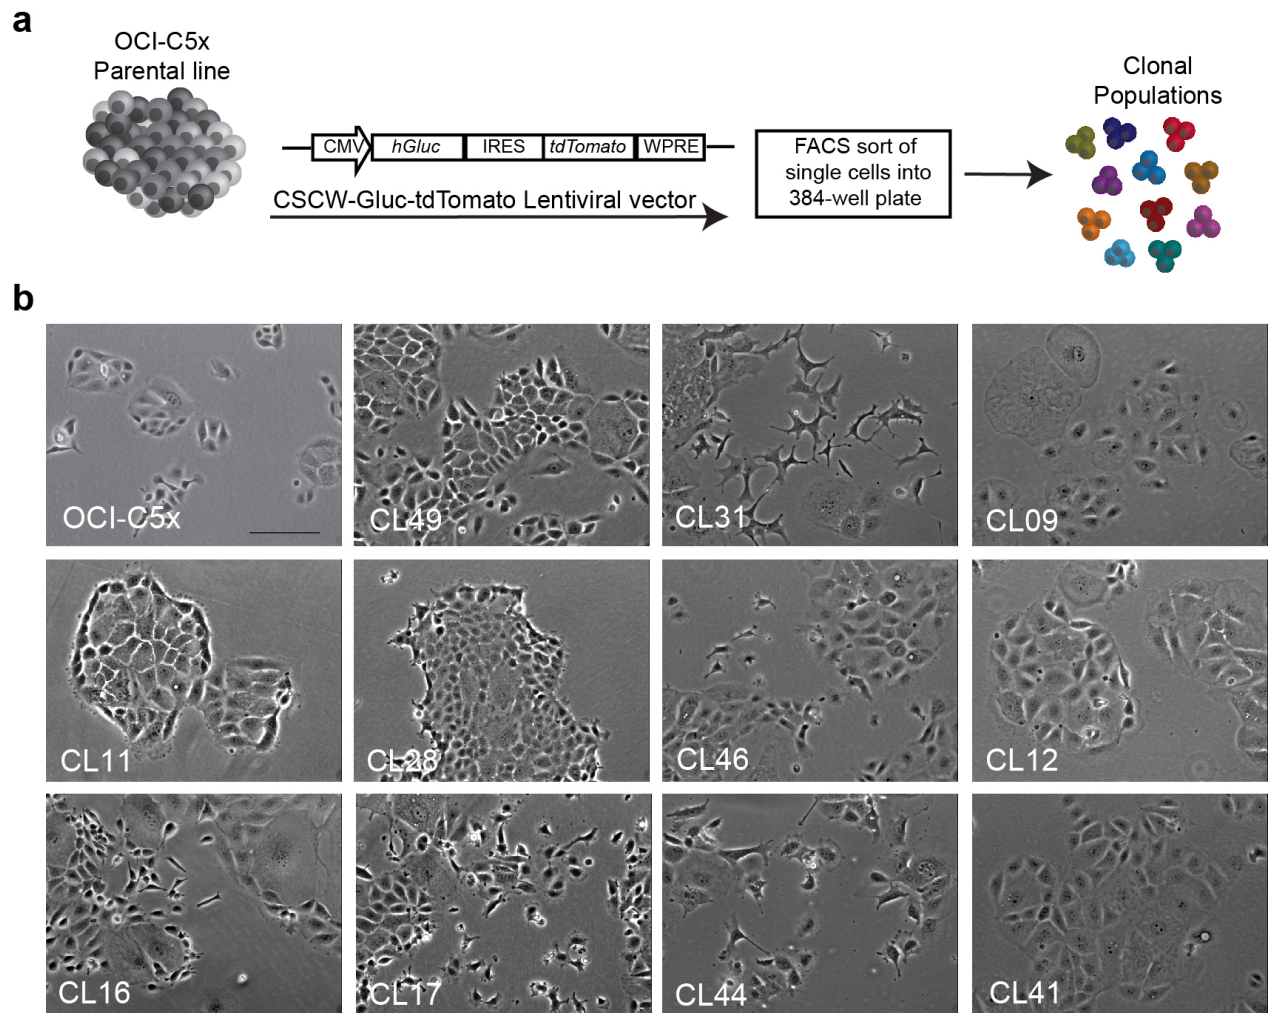 a
OCI-C5x
Parental line
CMV hGluc IRES tdTomato WPRE
CSCW-Gluc-tdTomato Lentiviral vector
FACS sort of
single cells into
384-well plate
Clonal
Populations
b
OCI-C5x
CL49
CL31
CL09
CL11
CL28
CL46
CL12
CL16
CL17
CL44
CL41